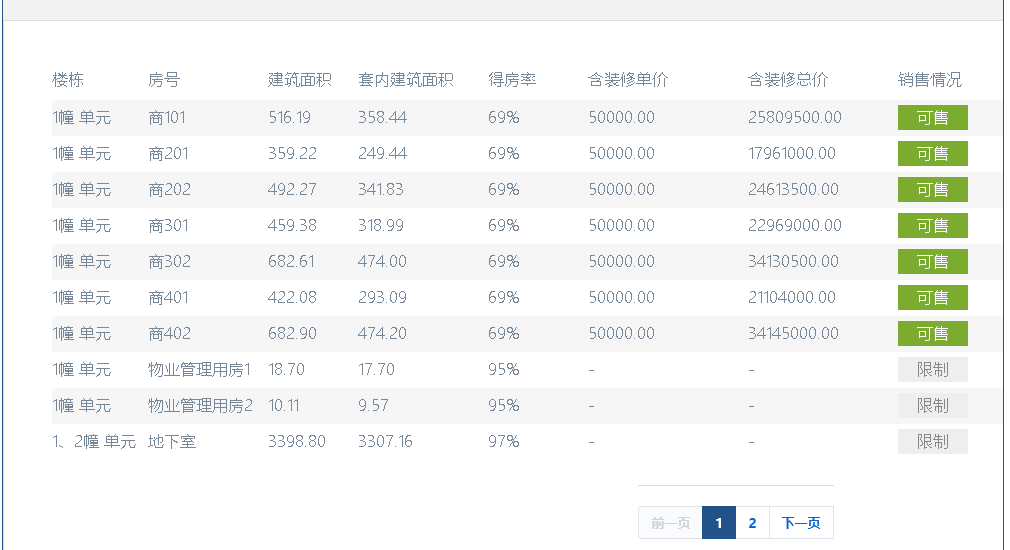 楼栋 房号 建筑面积 套内建筑面积 得房率 含装修单价 含装修总价 销售情况
1幢 单元 商101 516.19 358.44 69% 50000.00 25809500.00 可售
1幢 单元 商201 359.22 249.44 69% 50000.00 17961000.00 可售
1幢 单元 商202 492.27 341.83 69% 50000.00 24613500.00 可售
1幢 单元 商301 459.38 318.99 69% 50000.00 22969000.00 可售
1幢 单元 商302 682.61 474.00 69% 50000.00 34130500.00 可售
1幢 单元 商401 422.08 293.09 69% 50000.00 21104000.00 可售
1幢 单元 商402 682.90 474.20 69% 50000.00 34145000.00 可售
1幢 单元 物业管理用房1 18.70 17.70 95% - - 限制
1幢 单元 物业管理用房2 10.11 9.57 95% - - 限制
1、2幢 单元 地下室 3398.80 3307.16 97% - - 限制
前一页 1 2 下一页